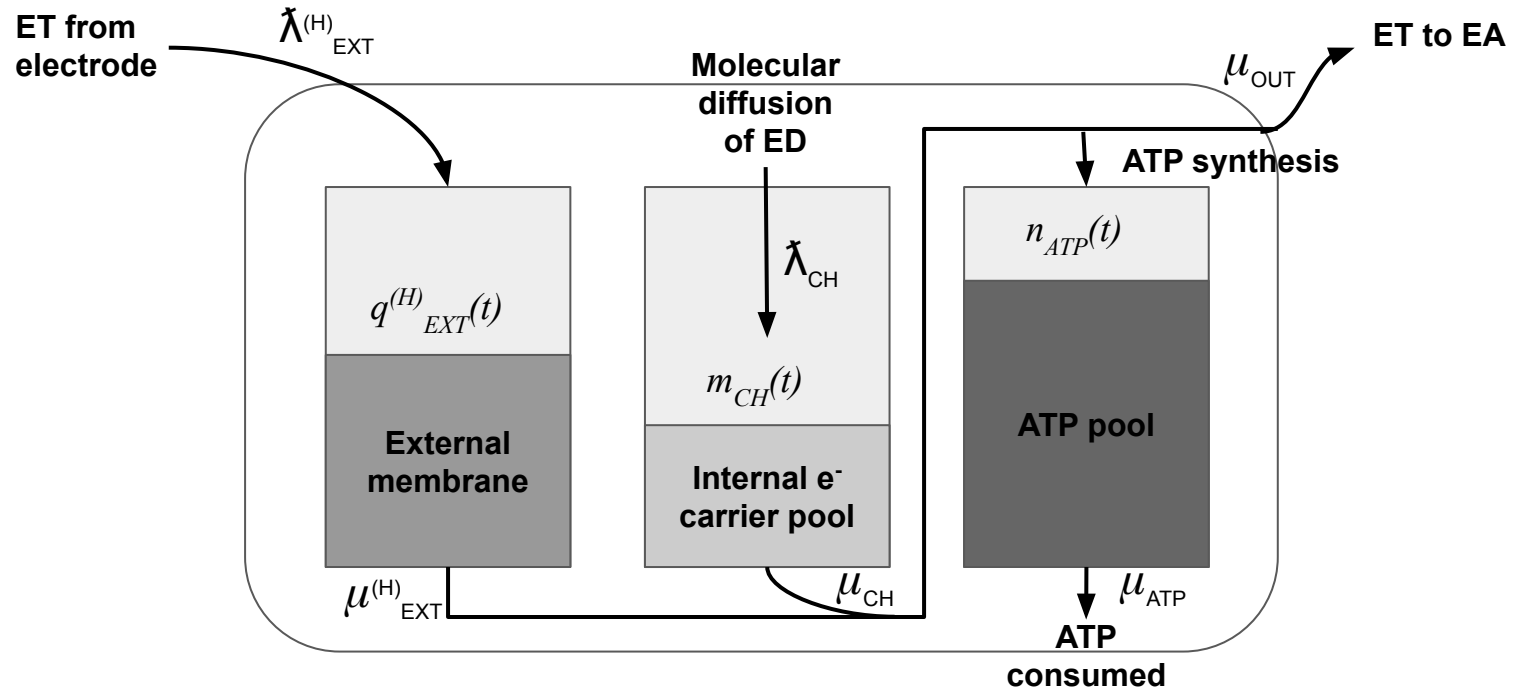 ET from
electrode
ƛ(H)EXT
Molecular
diffusion
of ED
μOUT
ET to EA
ATP synthesis
q(H)EXT(t)
ƛCH
mCH(t)
nATP(t)
External
membrane
Internal e-
carrier pool
ATP pool
μ(H)EXT
μCH
μATP
ATP
consumed